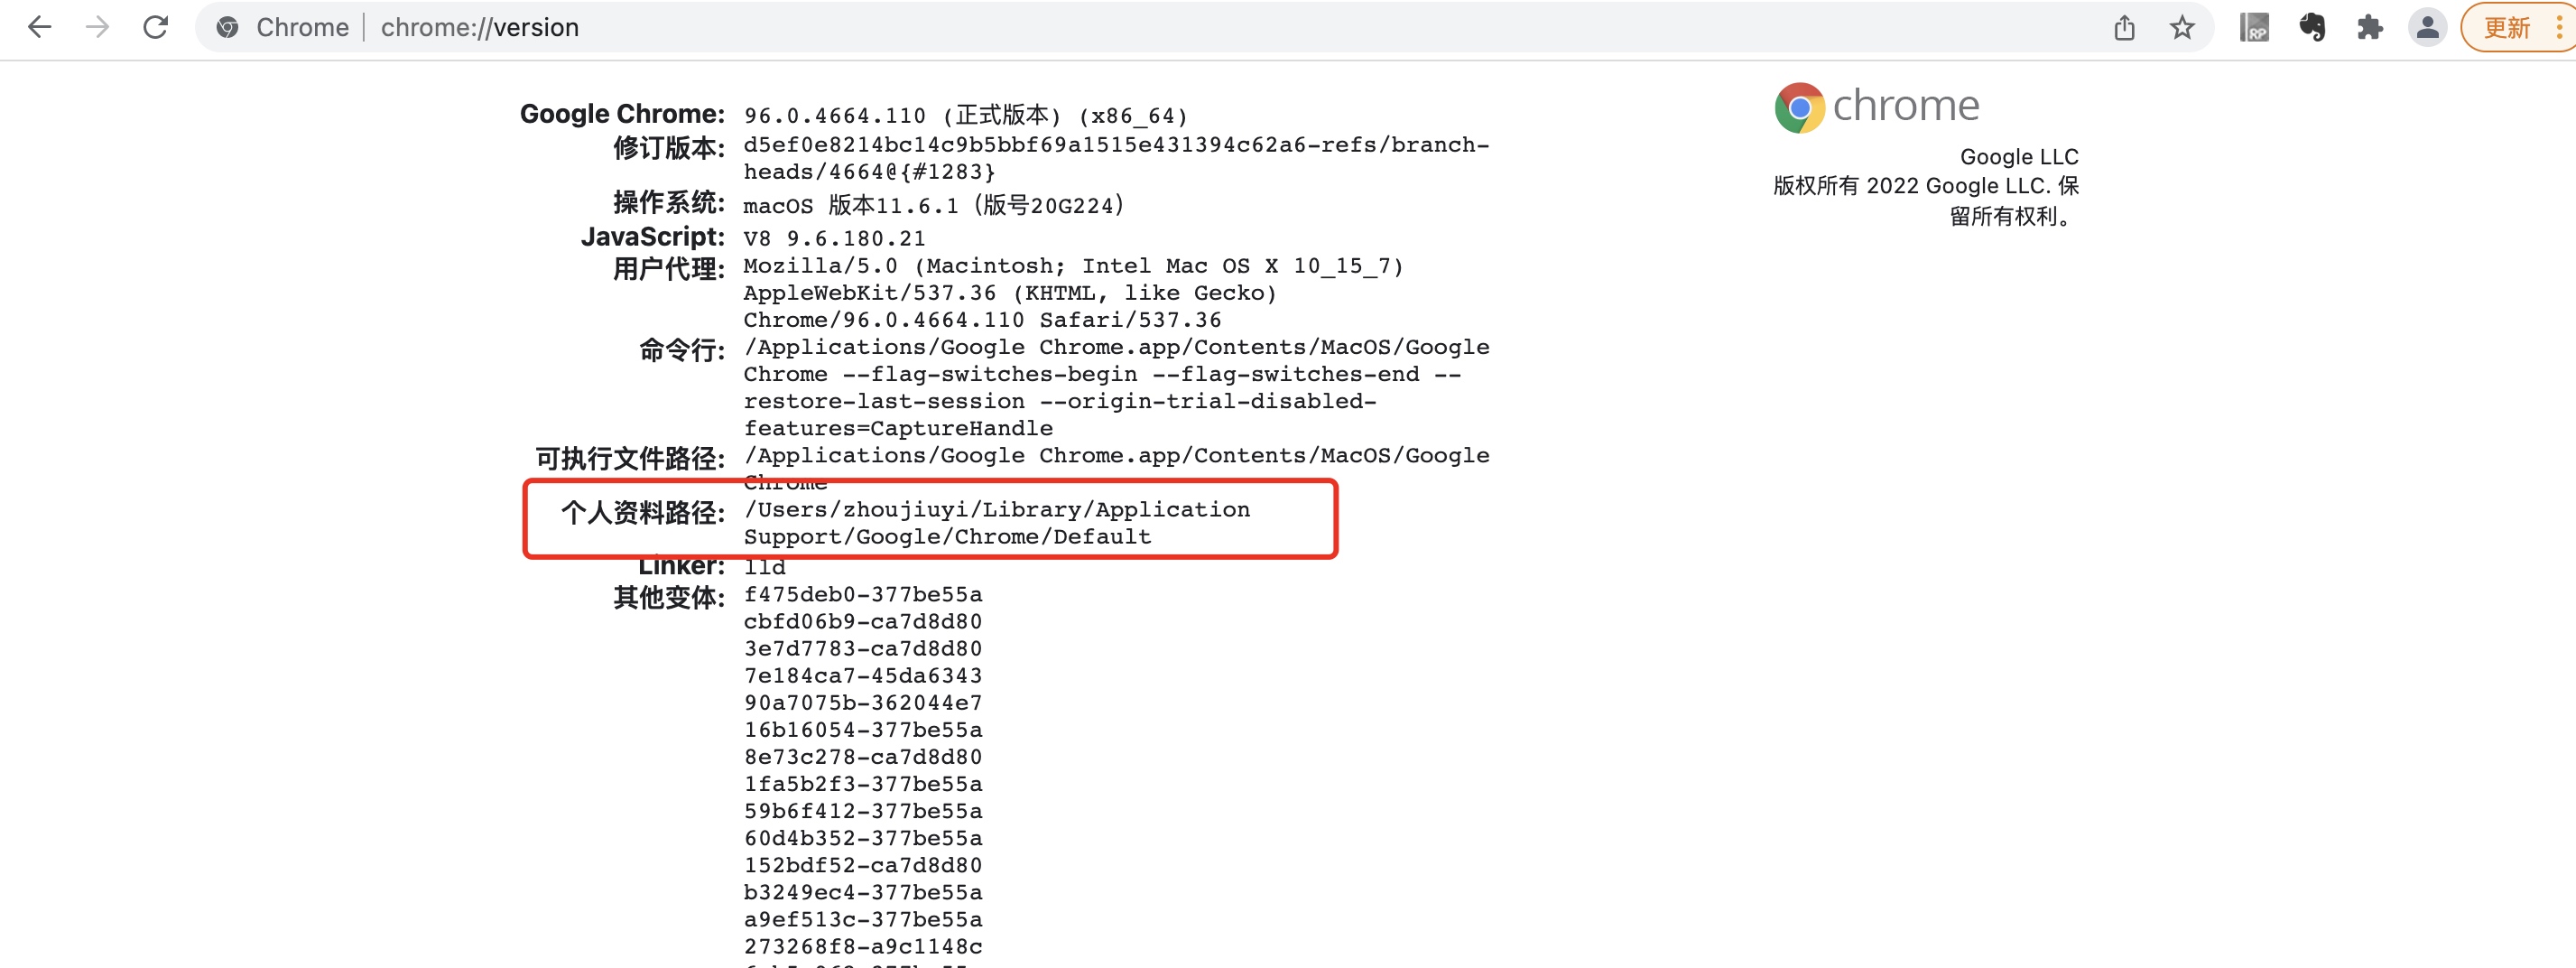 Chrome | chrome://version
更新
Google Chrome: 96.0.4664.110 (正式版本) (x86_64)
修订版本: d5ef0e8214bc14c9b5bbf69a1515e431394c62a6-refs/branch-
heads/4664@{#1283}
操作系统: macOS 版本11.6.1（版号20G224）
JavaScript: V8 9.6.180.21
用户代理: Mozilla/5.0 (Macintosh; Intel Mac OS X 10_15_7)
AppleWebKit/537.36 (KHTML, like Gecko)
Chrome/96.0.4664.110 Safari/537.36
命令行: /Applications/Google Chrome.app/Contents/MacOS/Google
Chrome --flag-switches-begin --flag-switches-end --
restore-last-session --origin-trial-disabled-
features=CaptureHandle
可执行文件路径: /Applications/Google Chrome.app/Contents/MacOS/Google
Chrome
个人资料路径: /Users/zhoujiuyi/Library/Application
Support/Google/Chrome/Default
Linker: lld
其他变体: f475deb0-377be55a
cbfd06b9-ca7d8d80
3e7d7783-ca7d8d80
7e184ca7-45da6343
90a7075b-362044e7
16b16054-377be55a
8e73c278-ca7d8d80
1fa5b2f3-377be55a
59b6f412-377be55a
60d4b352-377be55a
152bdf52-ca7d8d80
b3249ec4-377be55a
a9ef513c-377be55a
273268f8-a9c1148c
chrome
Google LLC
版权所有 2022 Google LLC. 保
留所有权利。
RP